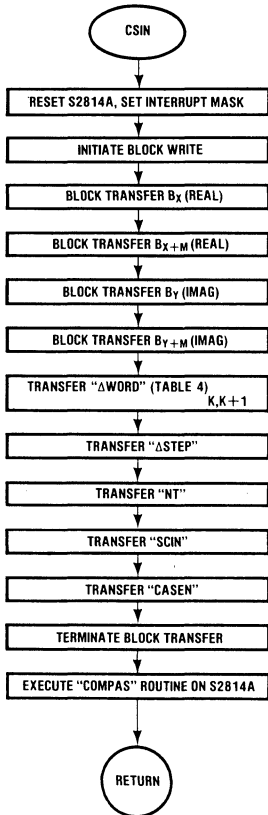 CSIN
RESET S2814A, SET INTERRUPT MASK
INITIATE BLOCK WRITE
BLOCK TRANSFER BX (REAL)
BLOCK TRANSFER BX+M (REAL)
BLOCK TRANSFER BY (IMAG)
BLOCK TRANSFER BY+M (IMAG)
TRANSFER "ΔWORD" (TABLE 4)
K,K+1
TRANSFER "ΔSTEP"
TRANSFER "NT"
TRANSFER "SCIN"
TRANSFER "CASEN"
TERMINATE BLOCK TRANSFER
EXECUTE "COMPAS" ROUTINE ON S2814A
RETURN